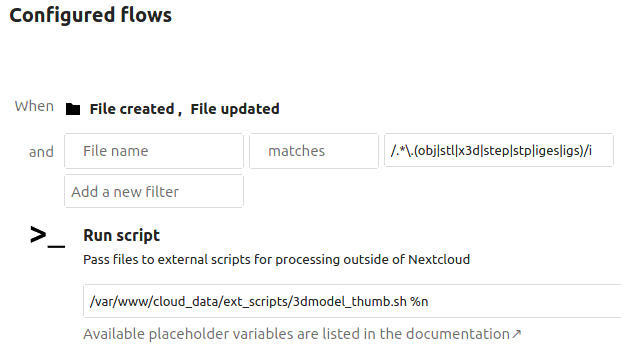 Configured flows
When File created , File updated
and File name matches /.*\.(obj|stl|x3d|step|stp|iges|igs)/i
Add a new filter
>_ Run script
Pass files to external scripts for processing outside of Nextcloud
/var/www/cloud_data/ext_scripts/3dmodel_thumb.sh %n
Available placeholder variables are listed in the documentation↗